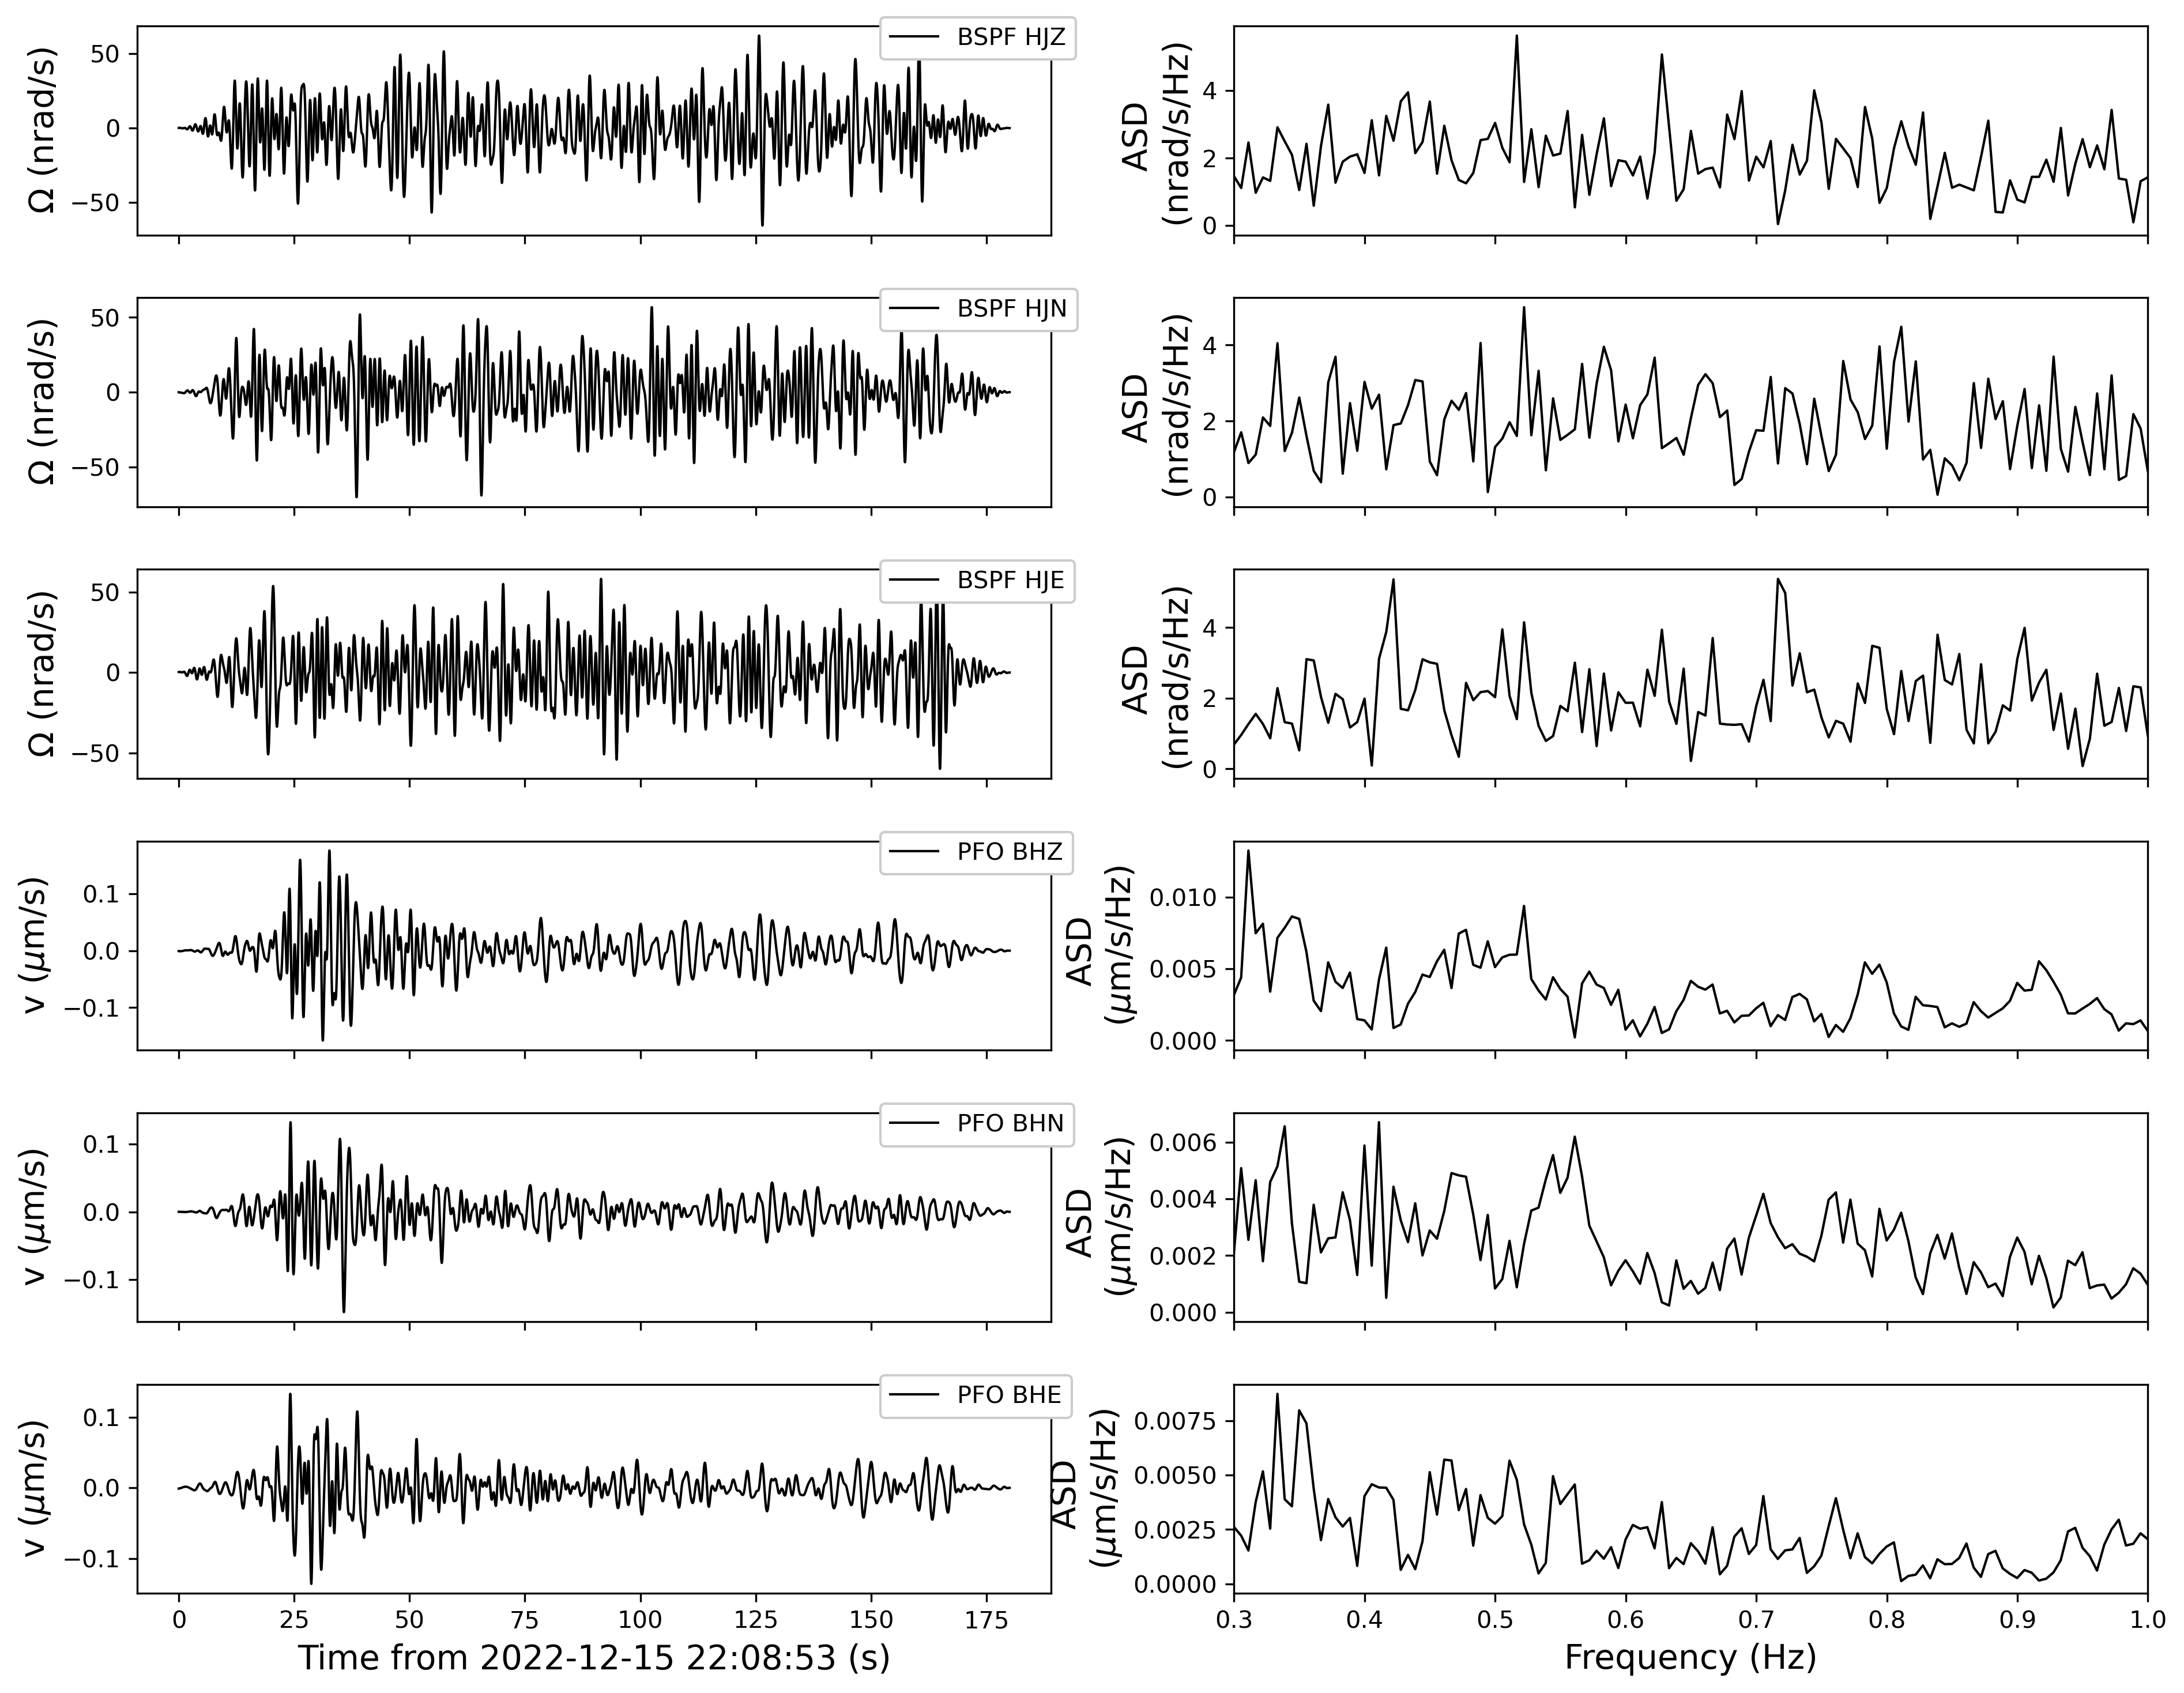 BSPF HJZ
Ω (nrad/s)
50
0
−50
ASD
(nrad/s/Hz)
4
2
0
BSPF HJN
Ω (nrad/s)
50
0
−50
ASD
(nrad/s/Hz)
4
2
0
BSPF HJE
Ω (nrad/s)
50
0
−50
ASD
(nrad/s/Hz)
4
2
0
PFO BHZ
v (μm/s)
0.1
0.0
−0.1
ASD
(μm/s/Hz)
0.010
0.005
0.000
PFO BHN
v (μm/s)
0.1
0.0
−0.1
ASD
(μm/s/Hz)
0.006
0.004
0.002
0.000
PFO BHE
v (μm/s)
0.1
0.0
−0.1
0 25 50 75 100 125 150 175
Time from 2022-12-15 22:08:53 (s)
ASD
(μm/s/Hz)
0.0075
0.0050
0.0025
0.0000
0.3 0.4 0.5 0.6 0.7 0.8 0.9 1.0
Frequency (Hz)